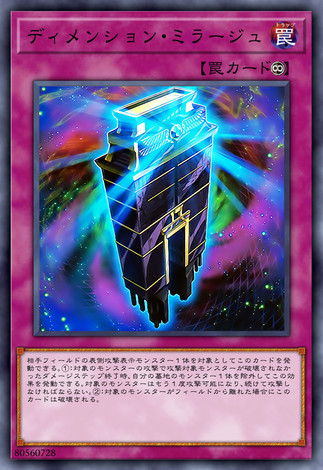 ディメンション・ミラージュ
罠
トラップ
【罠カード♾】
相手フィールドの表側攻撃表示モンスター１体を対象としてこのカードを発
動できる。①：対象のモンスターの攻撃で攻撃対象モンスターが破壊されなか
ったダメージステップ終了時、自分の墓地のモンスター１体を除外してこの効
果を発動できる。対象のモンスターはもう１度攻撃可能になり、続けて攻撃し
なければならない。②：対象のモンスターがフィールドから離れた場合にこの
カードは破壊される。
80560728